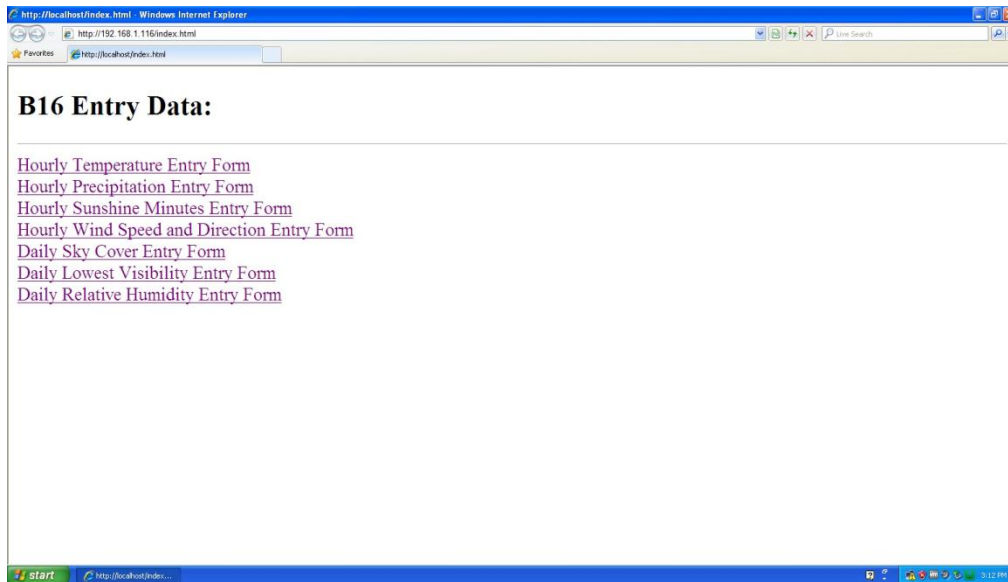 http://localhost/index.html - Windows Internet Explorer
http://192.168.1.116/index.html
Live Search
Favorites
http://localhost/index.html
B16 Entry Data:
Hourly Temperature Entry Form
Hourly Precipitation Entry Form
Hourly Sunshine Minutes Entry Form
Hourly Wind Speed and Direction Entry Form
Daily Sky Cover Entry Form
Daily Lowest Visibility Entry Form
Daily Relative Humidity Entry Form
start
http://localhost/index...
3:12 PM